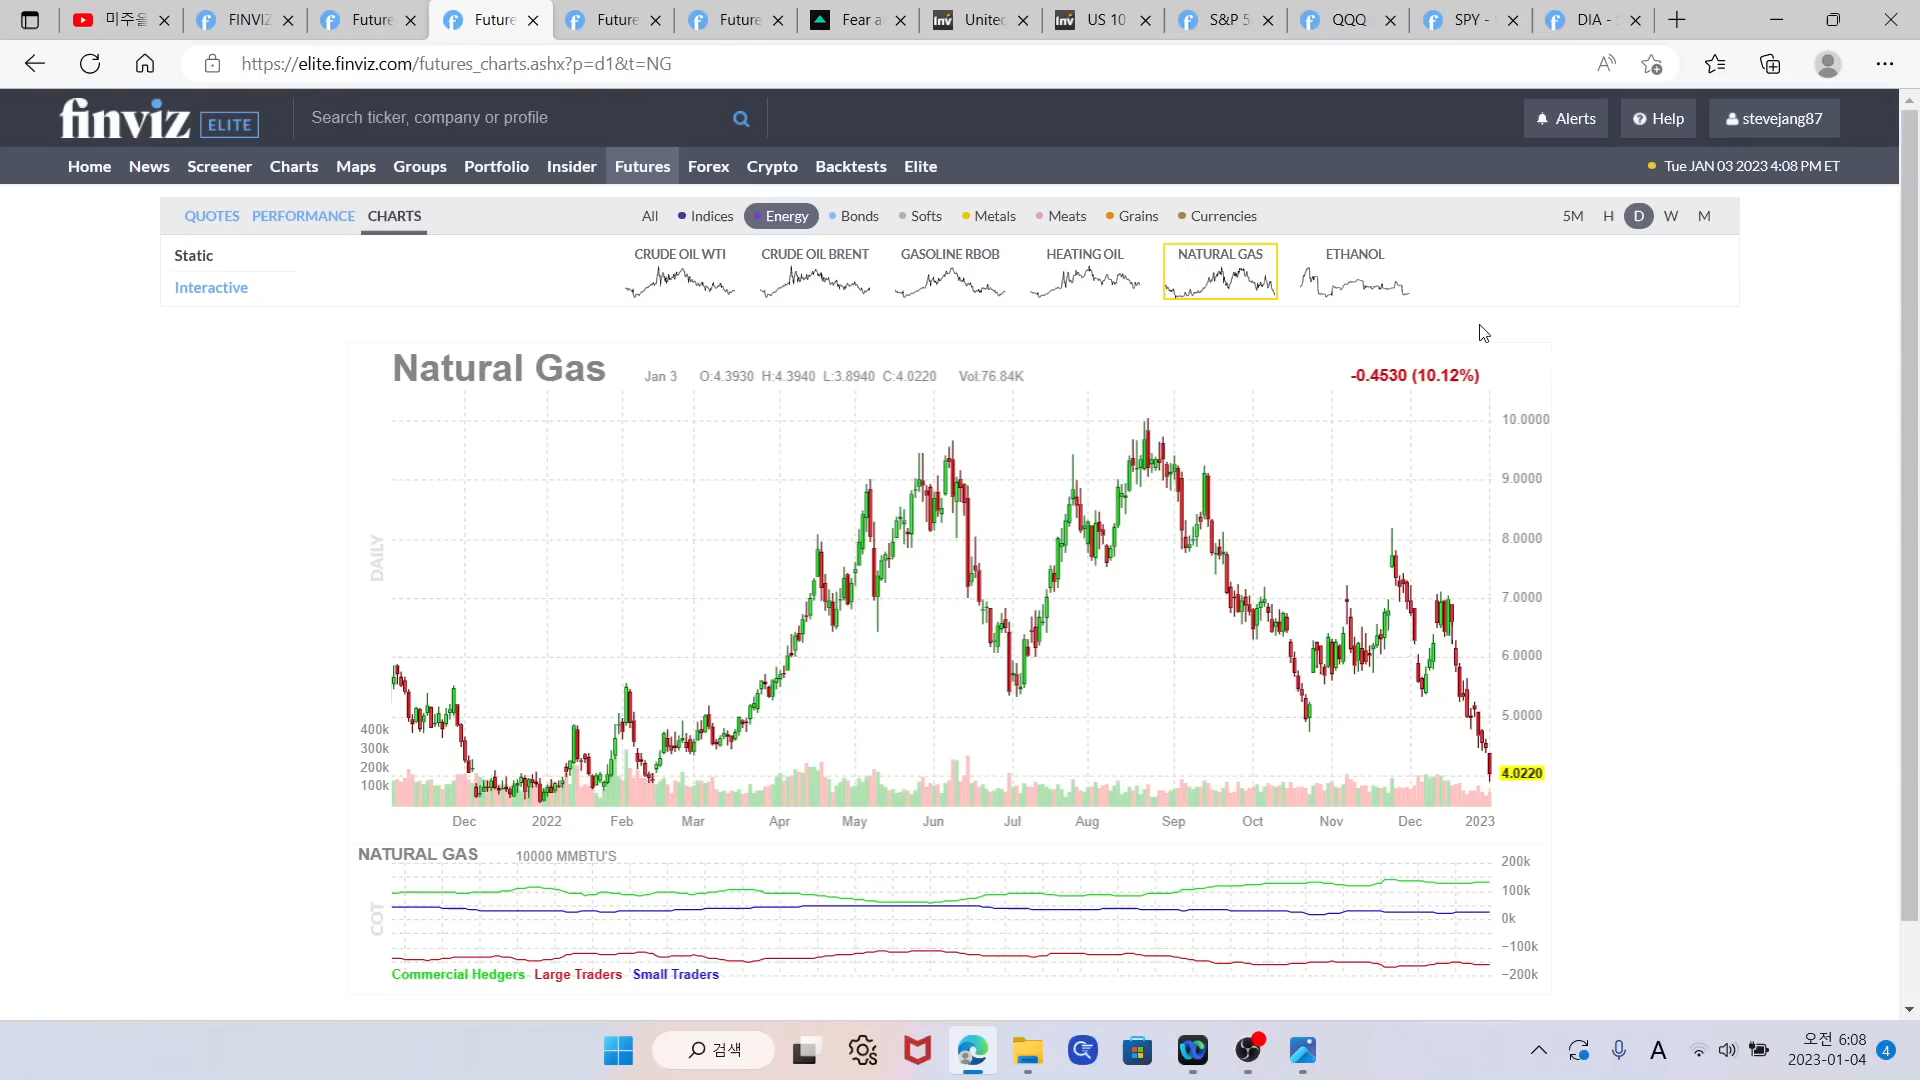 미주율
FINVIZ
Future
Future
Future
Future
Fear a
United
US 10
S&P 5
QQQ
SPY -
DIA -
https://elite.finviz.com/futures_charts.ashx?p=d1&t=NG
finviz ELITE
Search ticker, company or profile
Alerts
Help
stevejang87
Home News Screener Charts Maps Groups Portfolio Insider Futures Forex Crypto Backtests Elite
Tue JAN 03 2023 4:08 PM ET
QUOTES PERFORMANCE CHARTS
All Indices Energy Bonds Softs Metals Meats Grains Currencies
5M H D W M
Static
Interactive
CRUDE OIL WTI CRUDE OIL BRENT GASOLINE RBOB HEATING OIL NATURAL GAS ETHANOL
Natural Gas Jan 3 O:4.3930 H:4.3940 L:3.8940 C:4.0220 Vol:76.84K -0.4530 (10.12%)
10.0000
9.0000
8.0000
7.0000
6.0000
5.0000
4.0220
DAILY
400k
300k
200k
100k
Dec 2022 Feb Mar Apr May Jun Jul Aug Sep Oct Nov Dec 2023
NATURAL GAS 10000 MMBTU'S
200k
100k
0k
-100k
-200k
COT
Commercial Hedgers Large Traders Small Traders
검색
A
오전 6:08
2023-01-04
4